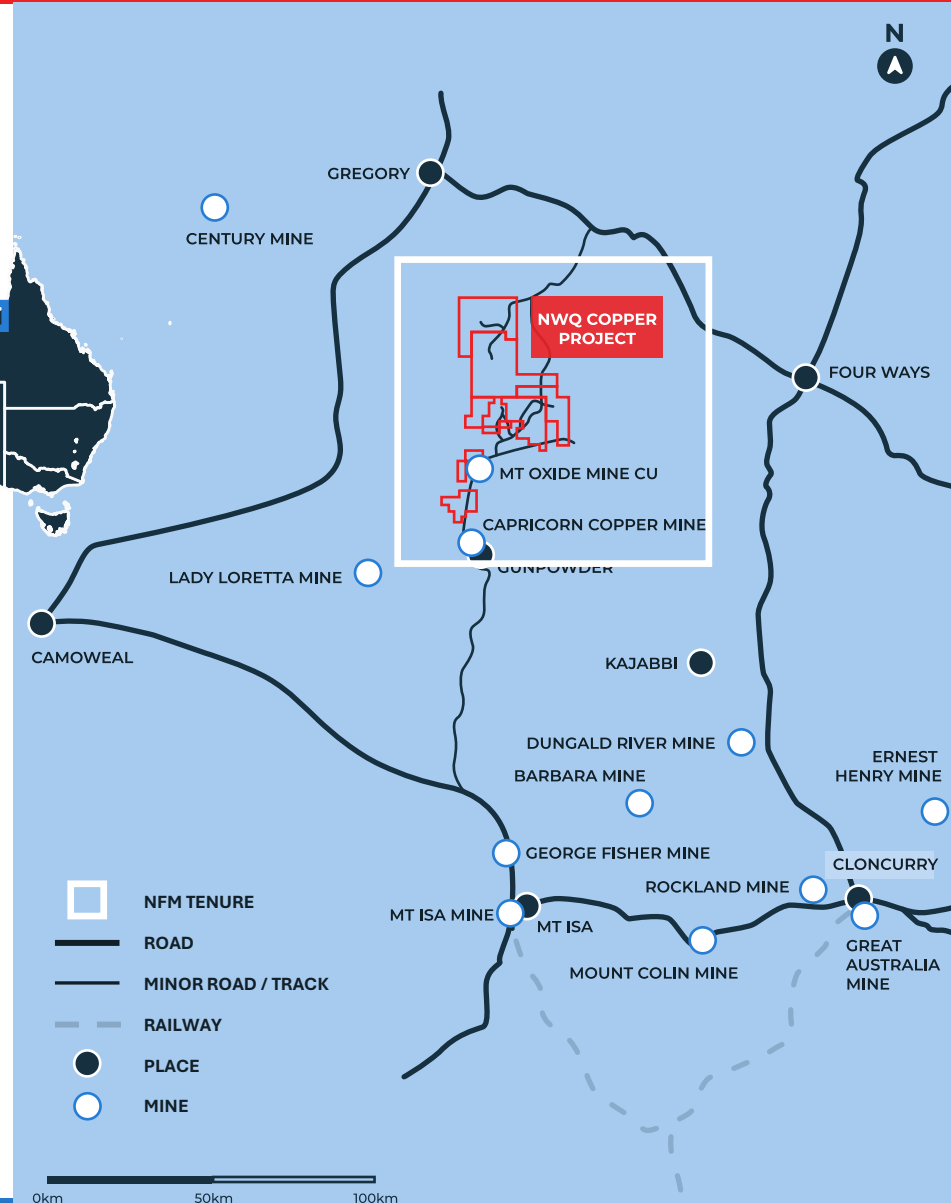 N
GREGORY
CENTURY MINE
NWQ COPPER
PROJECT
FOUR WAYS
MT OXIDE MINE CU
CAPRICORN COPPER MINE
GUNPOWDER
LADY LORETTA MINE
CAMOWEAL
KAJABBI
DUNGALD RIVER MINE
BARBARA MINE
ERNEST
HENRY MINE
GEORGE FISHER MINE
CLONCURRY
ROCKLAND MINE
MT ISA MINE
MT ISA
MOUNT COLIN MINE
GREAT
AUSTRALIA
MINE
NFM TENURE
ROAD
MINOR ROAD / TRACK
RAILWAY
PLACE
MINE
0km
50km
100km